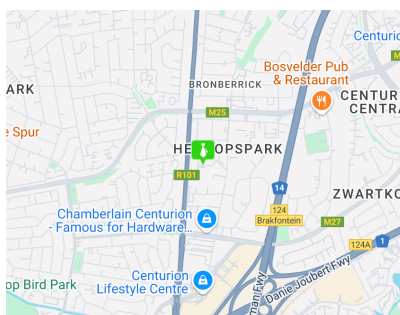 Centurio
Bosvelder Pub
& Restaurant
BRONBERRICK
ARK
CENTUR
CENTRA
M25
e Spur
HE OPSPARK
R101
14
ZWARTKO
124
Brakfontein
M27
Chamberlain Centurion
- Famous for Hardware...
124A
1
Centurion
Lifestyle Centre
op Bird Park
man Fwy
Danie Joubert Fwy